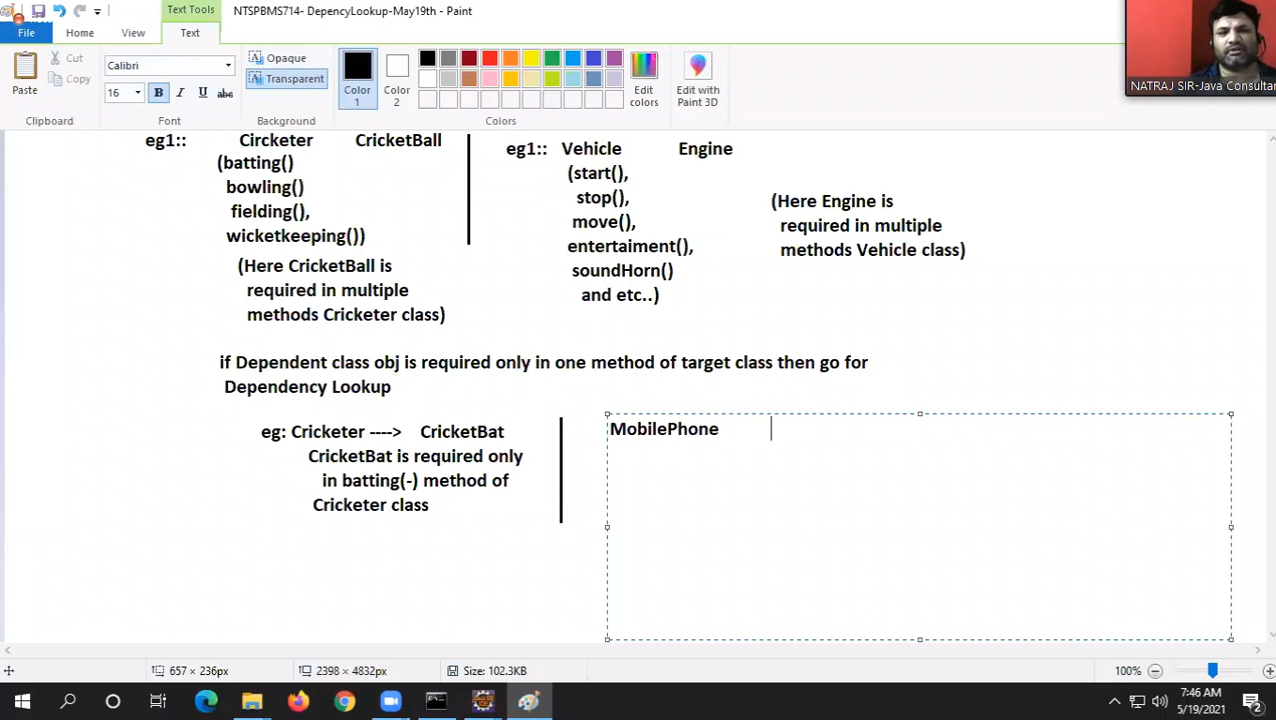 NTSPBMS714- DepencyLookup-May19th - Paint
Text Tools
File
Home
View
Text
NATRAJ SIR-Java Consultan
Paste
Cut
Copy
Clipboard
Calibri
16
B
I
U
abc
Font
Opaque
Transparent
Background
Color
1
Color
2
Colors
Edit
colors
Edit with
Paint 3D
eg1:: Circketer CricketBall
(batting()
bowling()
fielding(),
wicketkeeping())
(Here CricketBall is
required in multiple
methods Cricketer class)
eg1:: Vehicle Engine
(start(),
stop(),
move(),
entertaiment(),
soundHorn()
and etc..)
(Here Engine is
required in multiple
methods Vehicle class)
if Dependent class obj is required only in one method of target class then go for
Dependency Lookup
eg: Cricketer ----> CricketBat
CricketBat is required only
in batting(-) method of
Cricketer class
MobilePhone
657 × 236px
2398 × 4832px
Size: 102.3KB
100%
7:46 AM
5/19/2021
2